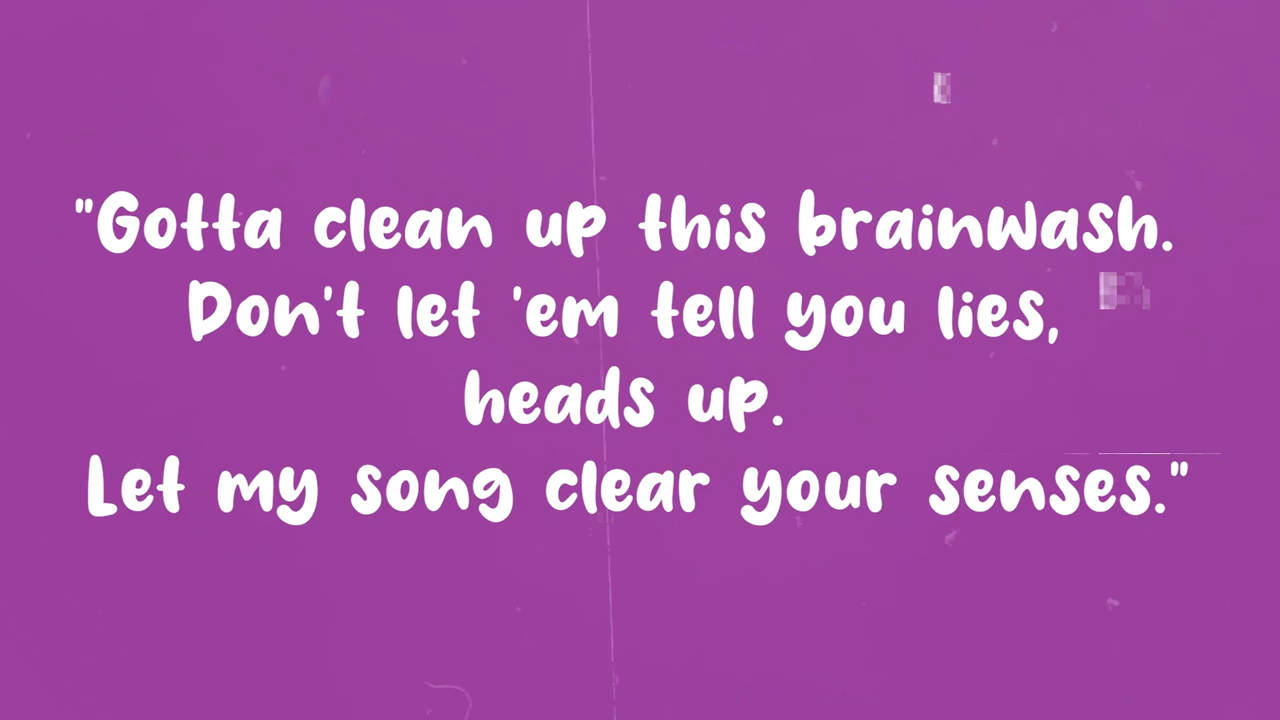 "Gotta clean up this brainwash.
Don't let 'em tell you lies,
heads up.
Let my song clear your senses."